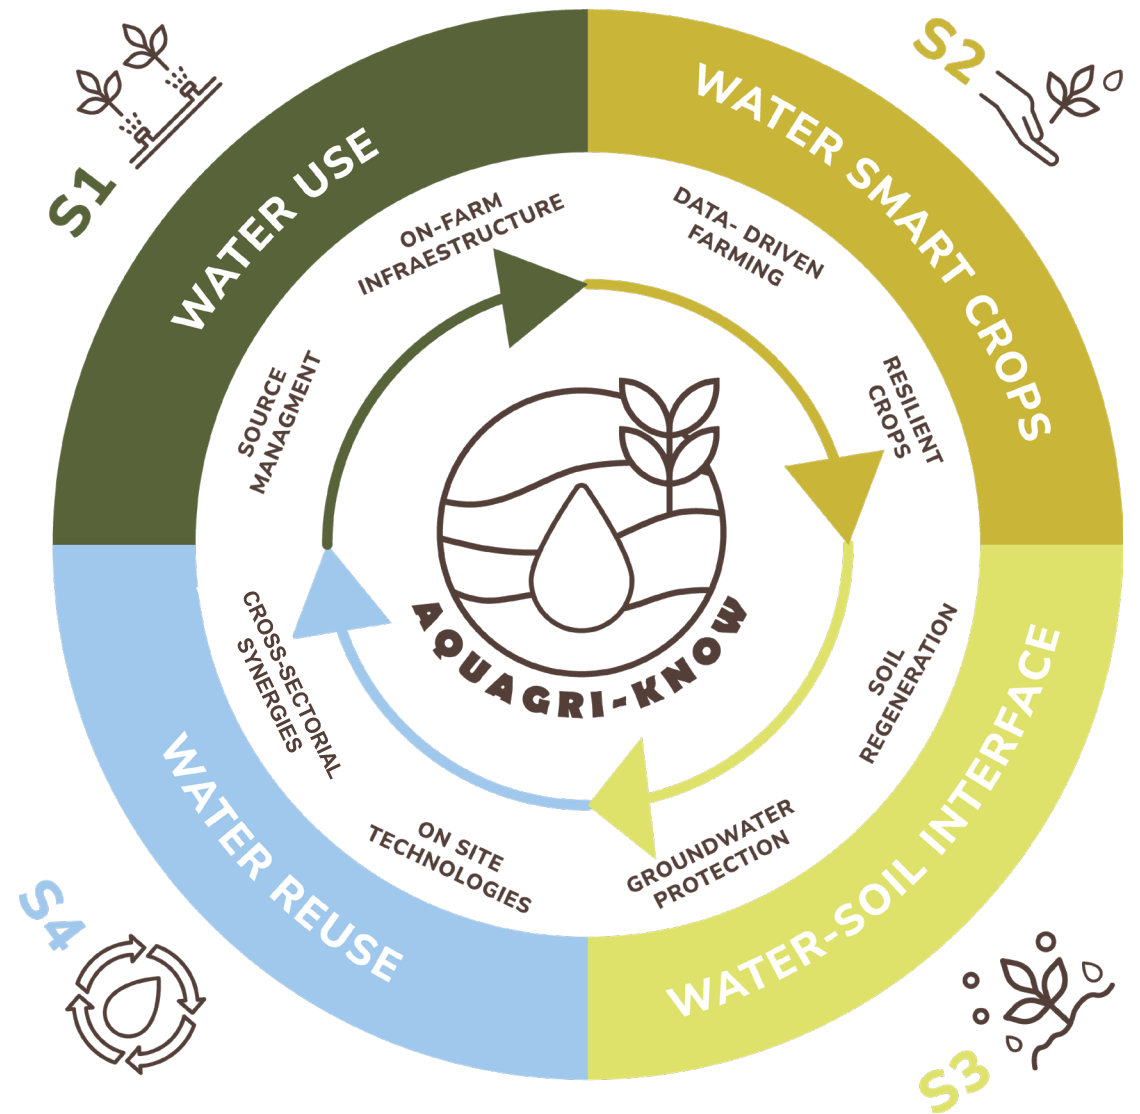 S1
WATER USE
SOURCE
MANAGMENT
ON-FARM
INFRAESTRUCTURE
S2
WATER SMART CROPS
DATA- DRIVEN
FARMING
RESILIENT
CROPS
S3
WATER-SOIL INTERFACE
SOIL
REGENERATION
GROUNDWATER
PROTECTION
S4
WATER REUSE
ON SITE
TECHNOLOGIES
CROSS-SECTORIAL
SYNERGIES
AQUAGRI-KNOW